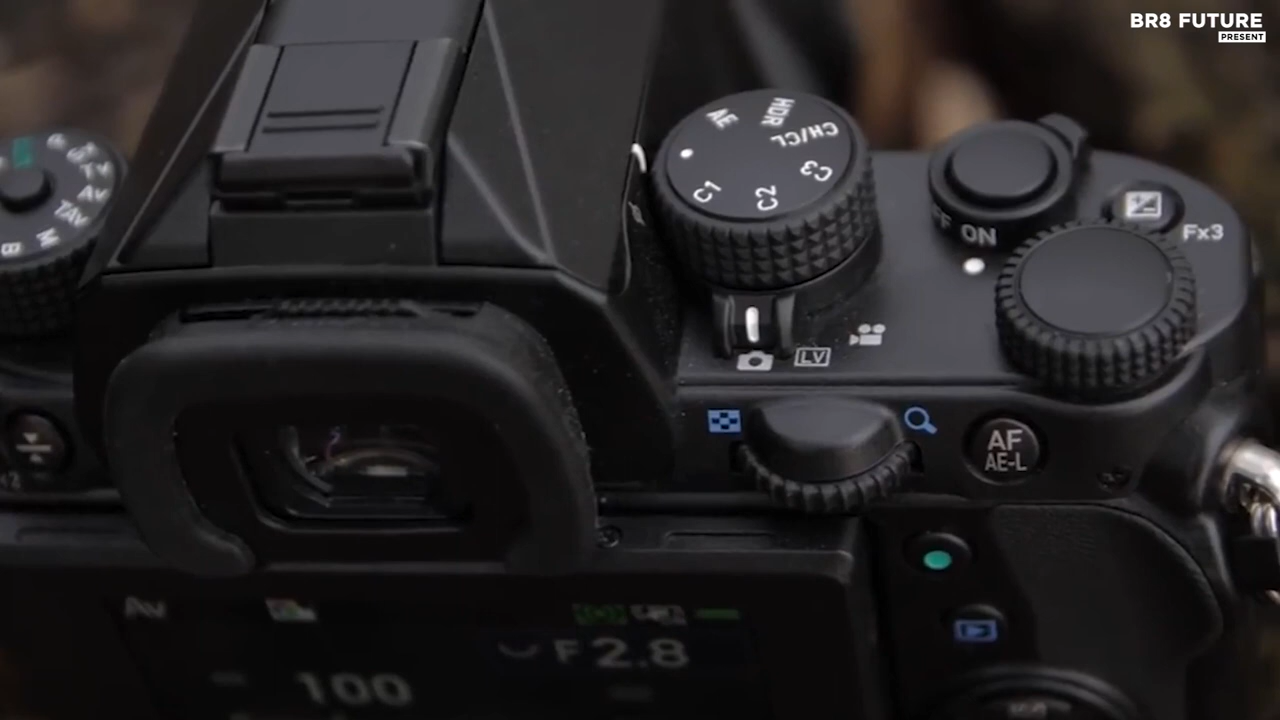 BR8 FUTURE
PRESENT
AE
HDR
CH/CL
C3
C2
C1
TV
Av
TAv
M
B
ON
Fx3
LV
AF
AE-L
Av
F2.8
100